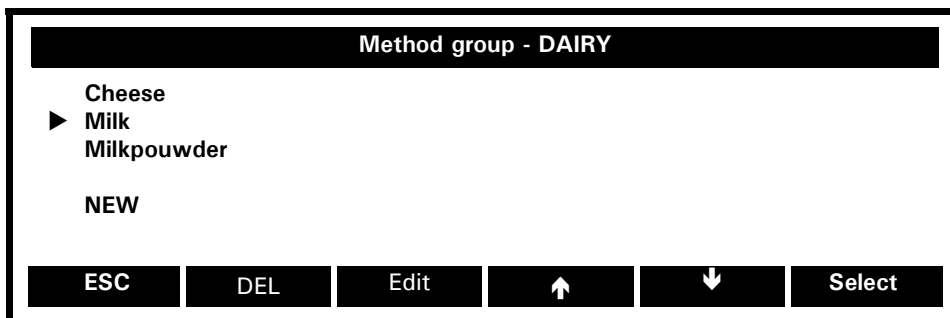 Method group - DAIRY
Cheese
▶ Milk
Milkpouwder
NEW
ESC DEL Edit ↑ ↓ Select